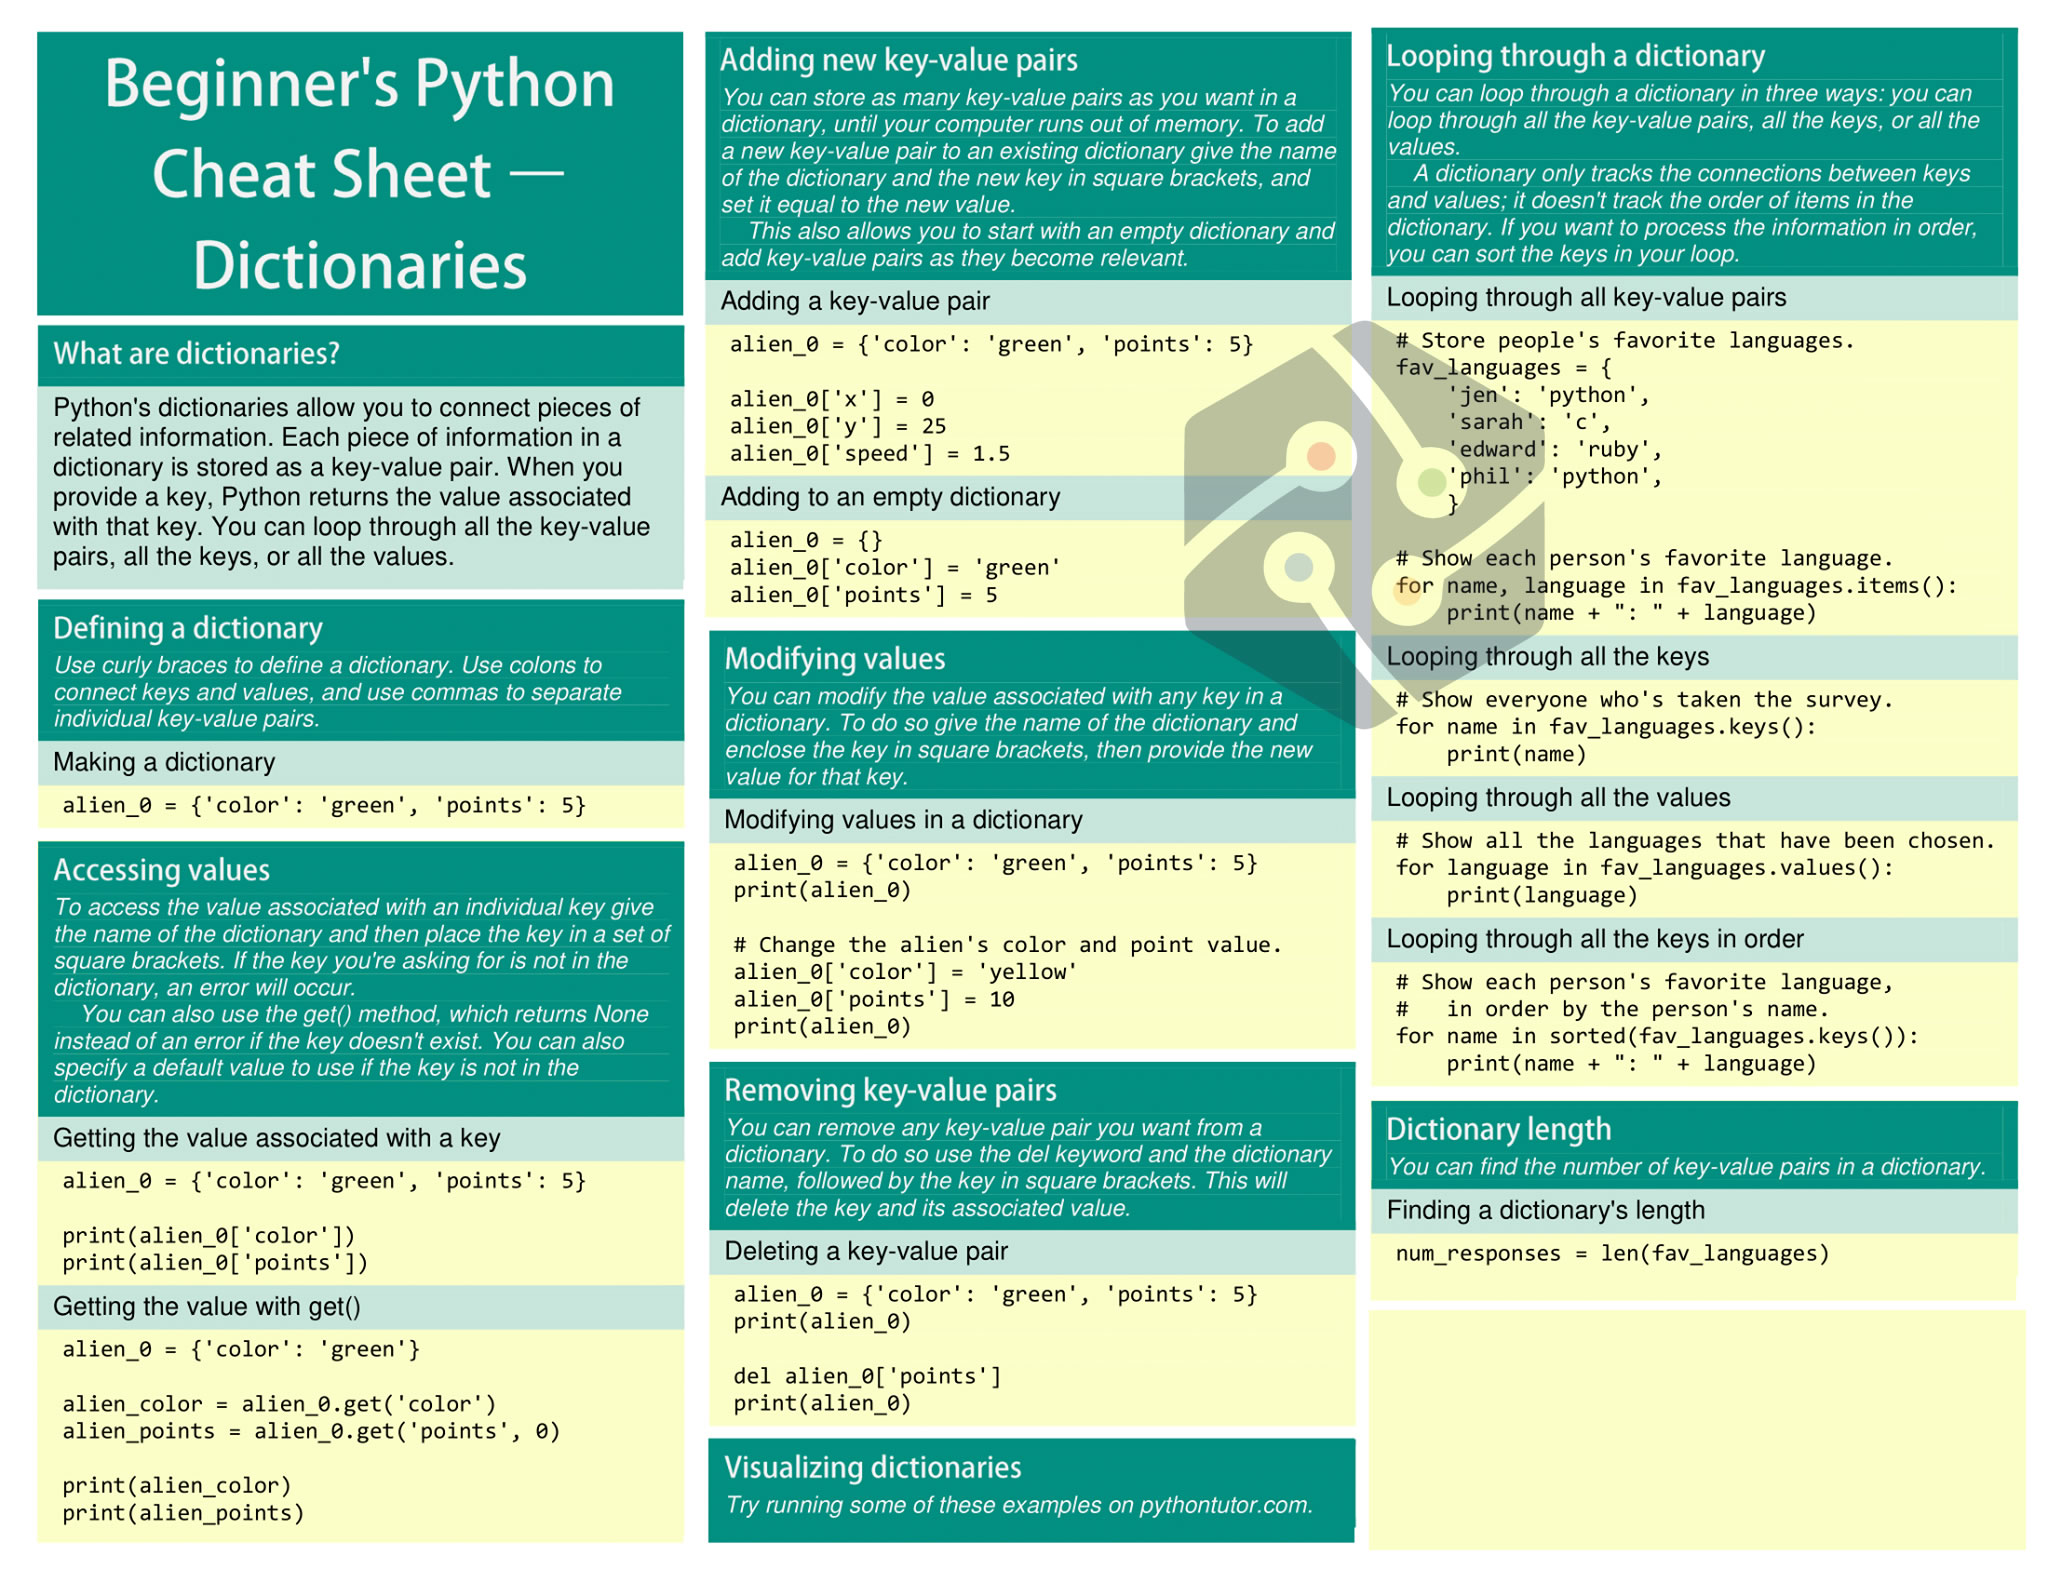 Beginner's Python
Cheat Sheet —
Dictionaries
What are dictionaries?
Python's dictionaries allow you to connect pieces of
related information. Each piece of information in a
dictionary is stored as a key-value pair. When you
provide a key, Python returns the value associated
with that key. You can loop through all the key-value
pairs, all the keys, or all the values.
Defining a dictionary
Use curly braces to define a dictionary. Use colons to
connect keys and values, and use commas to separate
individual key-value pairs.
Making a dictionary
alien_0 = {'color': 'green', 'points': 5}
Accessing values
To access the value associated with an individual key give
the name of the dictionary and then place the key in a set of
square brackets. If the key you're asking for is not in the
dictionary, an error will occur.
You can also use the get() method, which returns None
instead of an error if the key doesn't exist. You can also
specify a default value to use if the key is not in the
dictionary.
Getting the value associated with a key
alien_0 = {'color': 'green', 'points': 5}
print(alien_0['color'])
print(alien_0['points'])
Getting the value with get()
alien_0 = {'color': 'green'}
alien_color = alien_0.get('color')
alien_points = alien_0.get('points', 0)
print(alien_color)
print(alien_points)
Adding new key-value pairs
You can store as many key-value pairs as you want in a
dictionary, until your computer runs out of memory. To add
a new key-value pair to an existing dictionary give the name
of the dictionary and the new key in square brackets, and
set it equal to the new value.
This also allows you to start with an empty dictionary and
add key-value pairs as they become relevant.
Adding a key-value pair
alien_0 = {'color': 'green', 'points': 5}
alien_0['x'] = 0
alien_0['y'] = 25
alien_0['speed'] = 1.5
Adding to an empty dictionary
alien_0 = {}
alien_0['color'] = 'green'
alien_0['points'] = 5
Modifying values
You can modify the value associated with any key in a
dictionary. To do so give the name of the dictionary and
enclose the key in square brackets, then provide the new
value for that key.
Modifying values in a dictionary
alien_0 = {'color': 'green', 'points': 5}
print(alien_0)
# Change the alien's color and point value.
alien_0['color'] = 'yellow'
alien_0['points'] = 10
print(alien_0)
Removing key-value pairs
You can remove any key-value pair you want from a
dictionary. To do so use the del keyword and the dictionary
name, followed by the key in square brackets. This will
delete the key and its associated value.
Deleting a key-value pair
alien_0 = {'color': 'green', 'points': 5}
print(alien_0)
del alien_0['points']
print(alien_0)
Visualizing dictionaries
Try running some of these examples on pythontutor.com.
Looping through a dictionary
You can loop through a dictionary in three ways: you can
loop through all the key-value pairs, all the keys, or all the
values.
A dictionary only tracks the connections between keys
and values; it doesn't track the order of items in the
dictionary. If you want to process the information in order,
you can sort the keys in your loop.
Looping through all key-value pairs
# Store people's favorite languages.
fav_languages = {
'jen': 'python',
'sarah': 'c',
'edward': 'ruby',
'phil': 'python',
}
# Show each person's favorite language.
for name, language in fav_languages.items():
print(name + ": " + language)
Looping through all the keys
# Show everyone who's taken the survey.
for name in fav_languages.keys():
print(name)
Looping through all the values
# Show all the languages that have been chosen.
for language in fav_languages.values():
print(language)
Looping through all the keys in order
# Show each person's favorite language,
# in order by the person's name.
for name in sorted(fav_languages.keys()):
print(name + ": " + language)
Dictionary length
You can find the number of key-value pairs in a dictionary.
Finding a dictionary's length
num_responses = len(fav_languages)